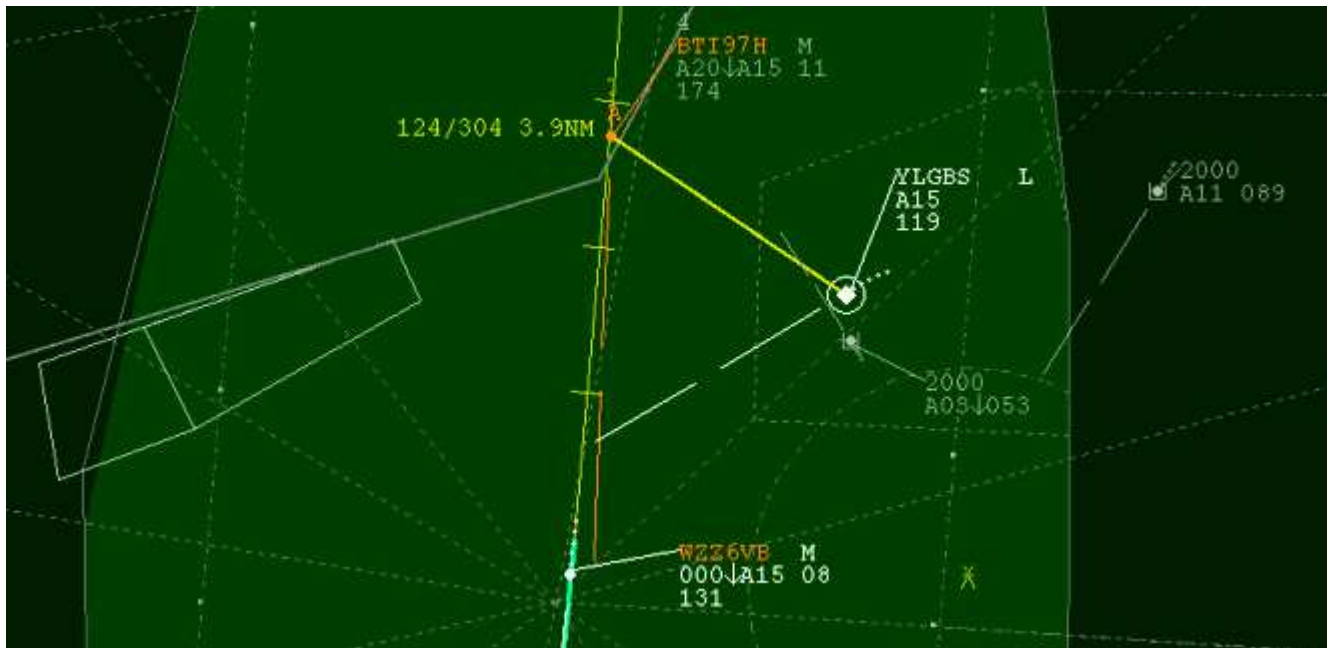 4
BTI97H M
A20↓A15 11
174
124/304 3.9NM
YLGBS L
A15
119
2000
A11 089
2000
A03↓053
WZZ6VB M
000↓A15 08
131